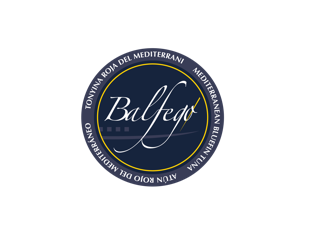 TONYINA ROJA DEL MEDITERRANI
MEDITERRANEAN BLUEFIN TUNA
ATÚN ROJO DEL MEDITERRÁNEO
Balfegó